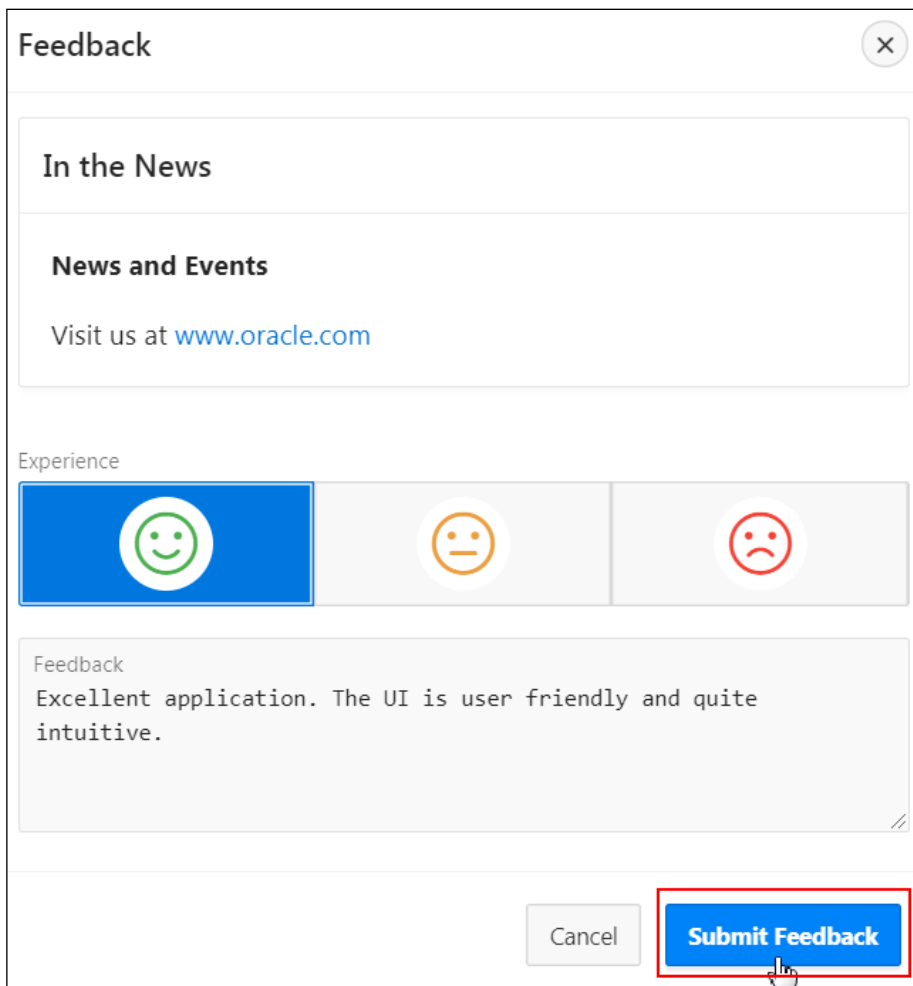 Feedback
In the News
News and Events
Visit us at www.oracle.com
Experience
Feedback
Excellent application. The UI is user friendly and quite
intuitive.
Cancel
Submit Feedback